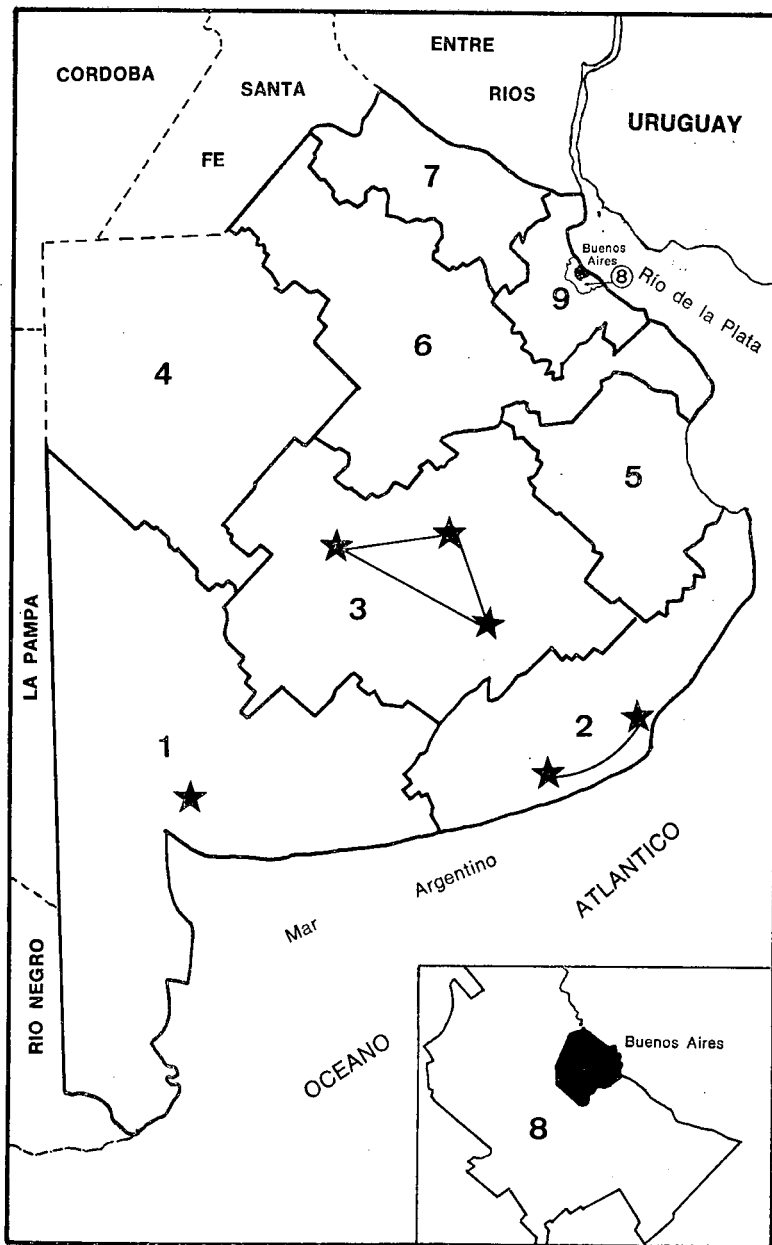 ENTRE
CORDOBA
SANTA
RIOS
URUGUAY
FE
7
Buenos
Aires
8
Río de la Plata
9
6
4
5
3
LA PAMPA
2
1
ATLANTICO
Argentino
Mar
RIO NEGRO
OCEANO
Buenos Aires
8